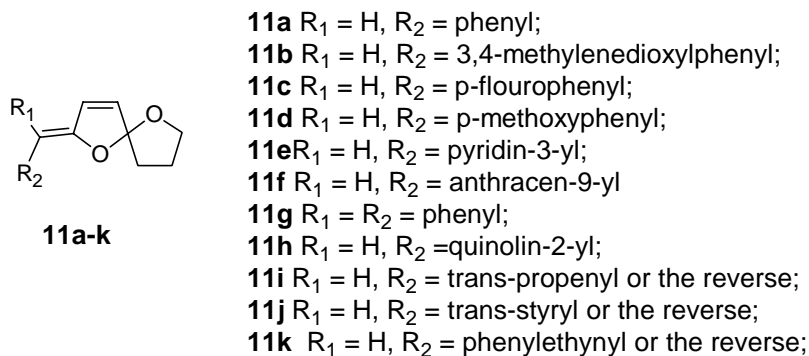 11a R₁ = H, R₂ = phenyl;
11b R₁ = H, R₂ = 3,4-methylenedioxylphenyl;
11c R₁ = H, R₂ = p-flourophenyl;
11d R₁ = H, R₂ = p-methoxyphenyl;
11eR₁ = H, R₂ = pyridin-3-yl;
11f R₁ = H, R₂ = anthracen-9-yl
11g R₁ = R₂ = phenyl;
11h R₁ = H, R₂ =quinolin-2-yl;
11i R₁ = H, R₂ = trans-propenyl or the reverse;
11j R₁ = H, R₂ = trans-styryl or the reverse;
11k R₁ = H, R₂ = phenylethynyl or the reverse;
R₁
O
O
R₂
11a-k